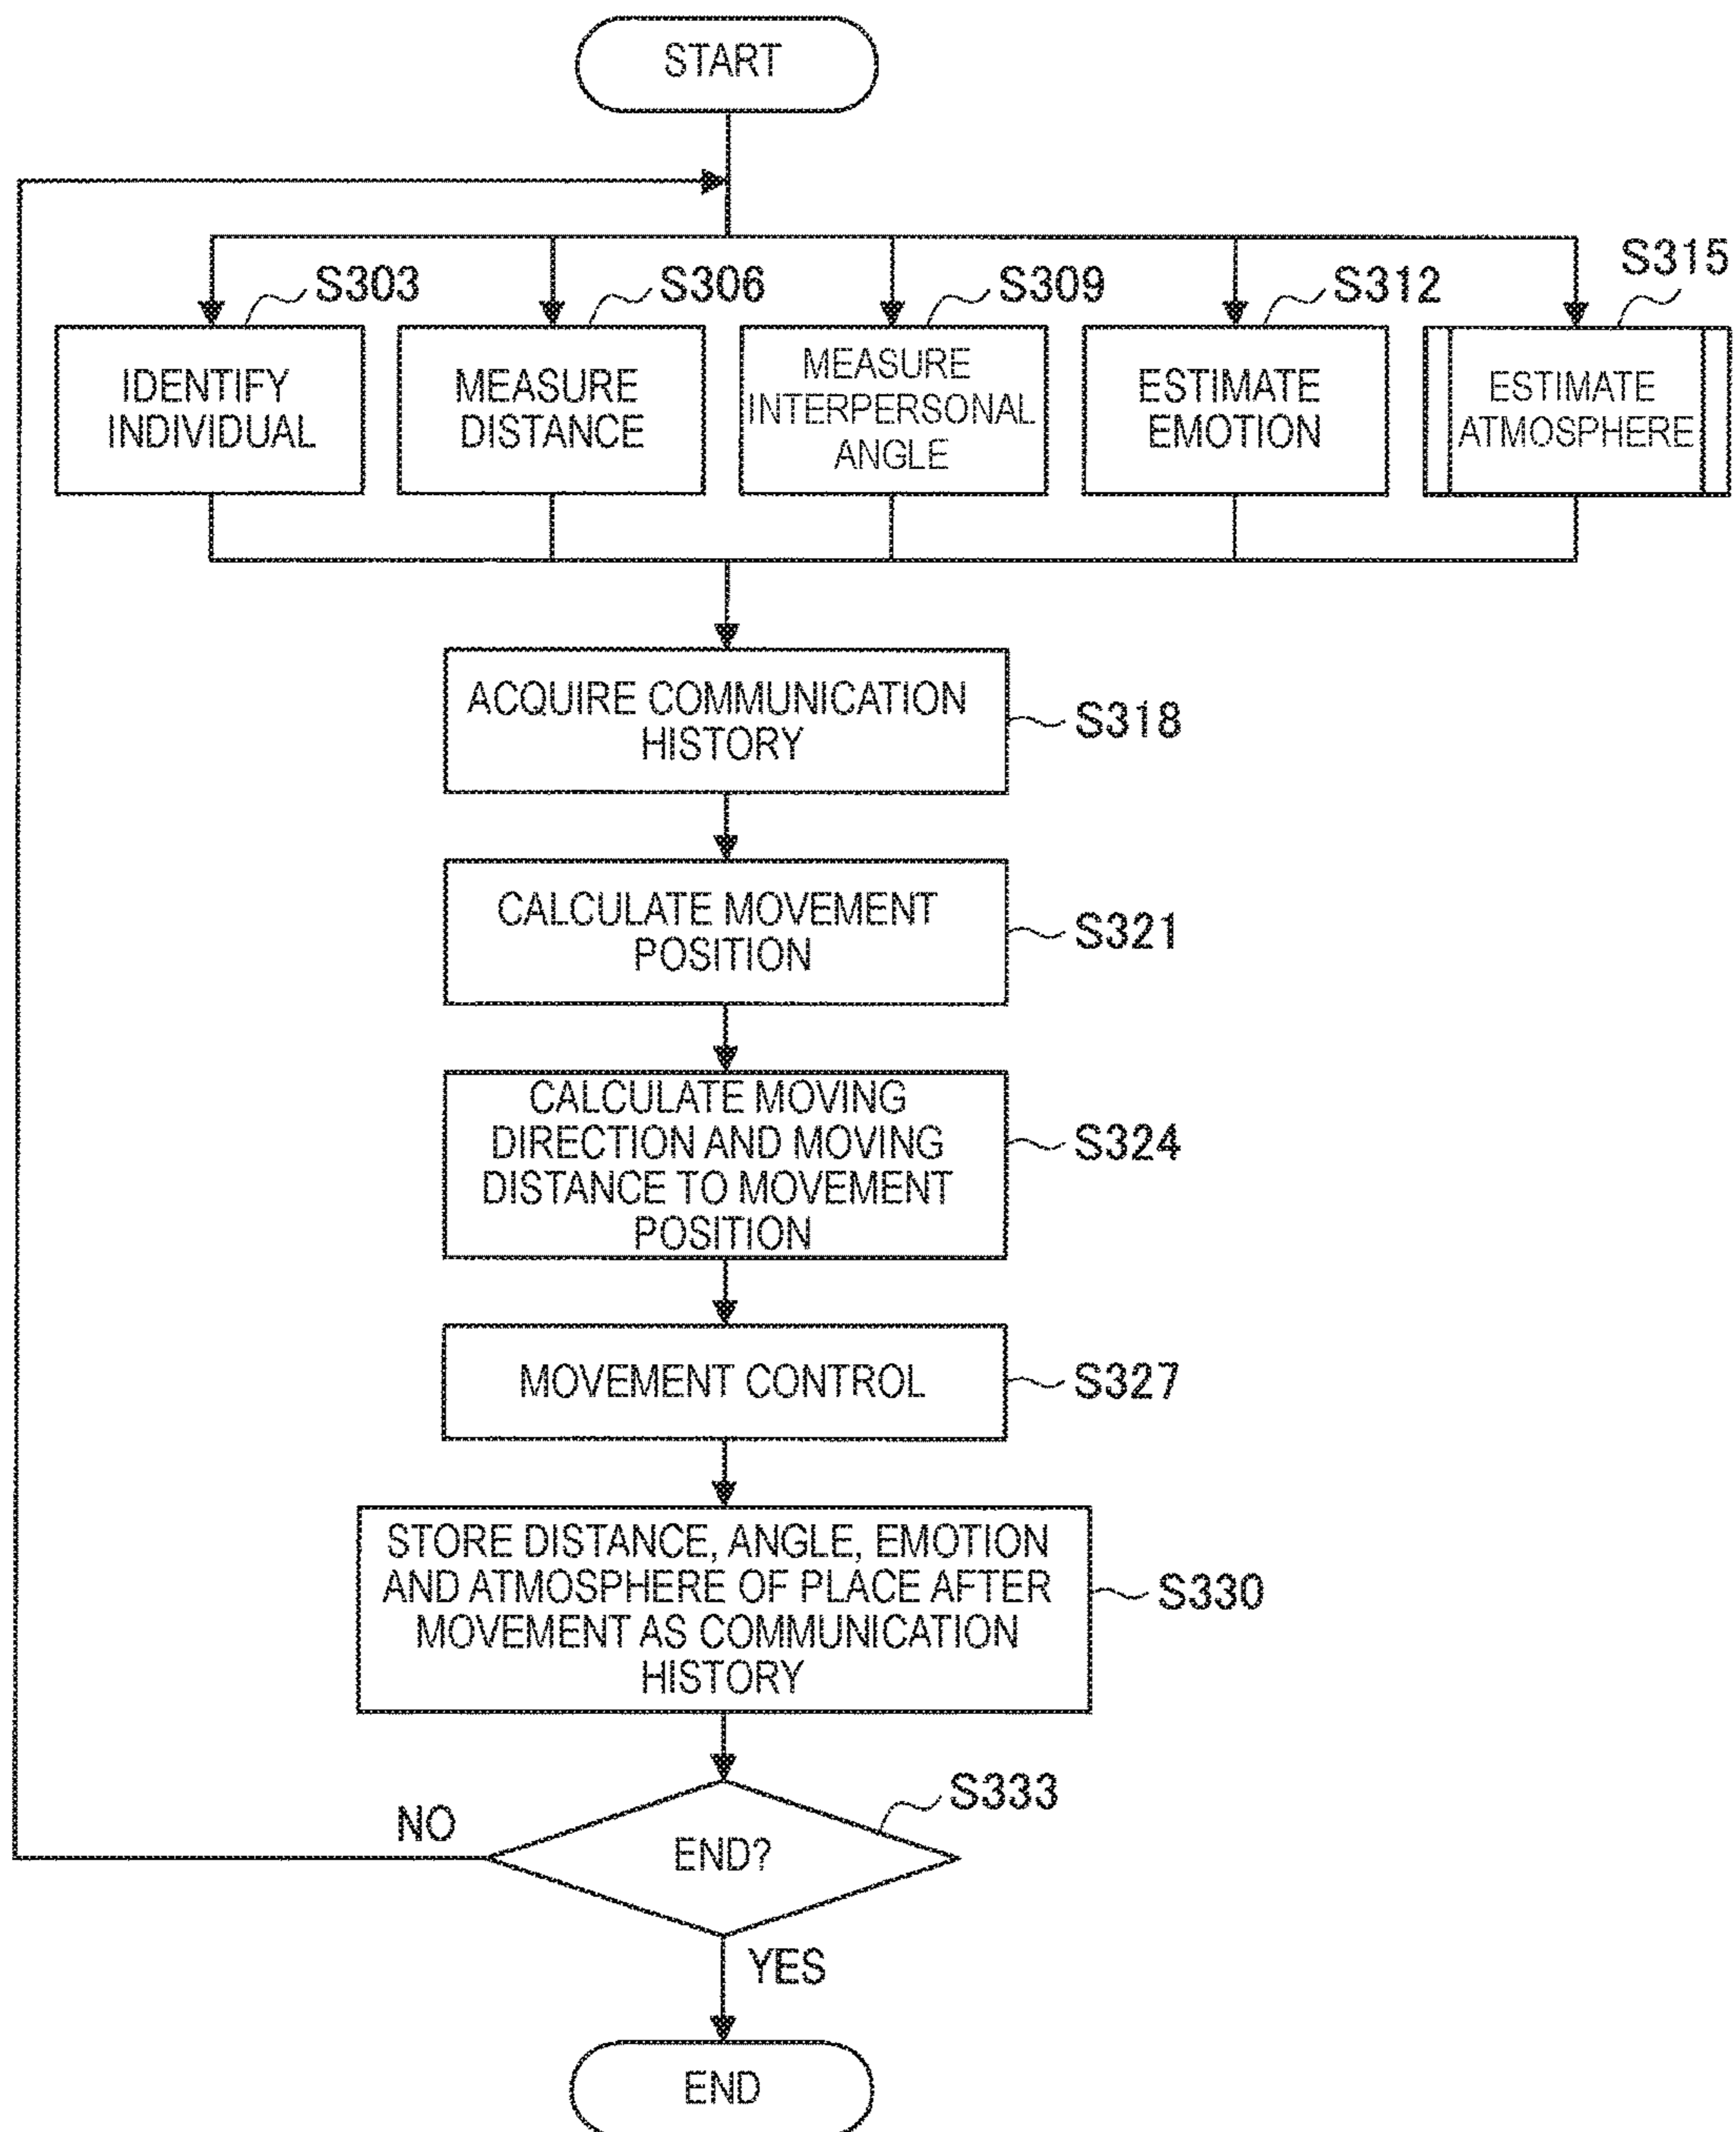 START
S303
S306
S309
S312
S315
IDENTIFY
INDIVIDUAL
MEASURE
DISTANCE
MEASURE
INTERPERSONAL
ANGLE
ESTIMATE
EMOTION
ESTIMATE
ATMOSPHERE
ACQUIRE COMMUNICATION
HISTORY
S318
CALCULATE MOVEMENT
POSITION
S321
CALCULATE MOVING
DIRECTION AND MOVING
DISTANCE TO MOVEMENT
POSITION
S324
MOVEMENT CONTROL
S327
STORE DISTANCE, ANGLE, EMOTION
AND ATMOSPHERE OF PLACE AFTER
MOVEMENT AS COMMUNICATION
HISTORY
S330
S333
NO
END?
YES
END